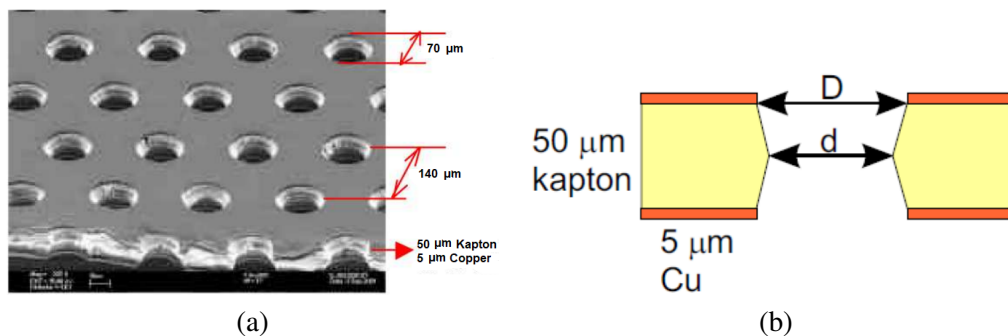 70 µm
140 µm
50 µm Kapton
5 µm Copper
(a)
D
d
50 µm
kapton
5 µm
Cu
(b)